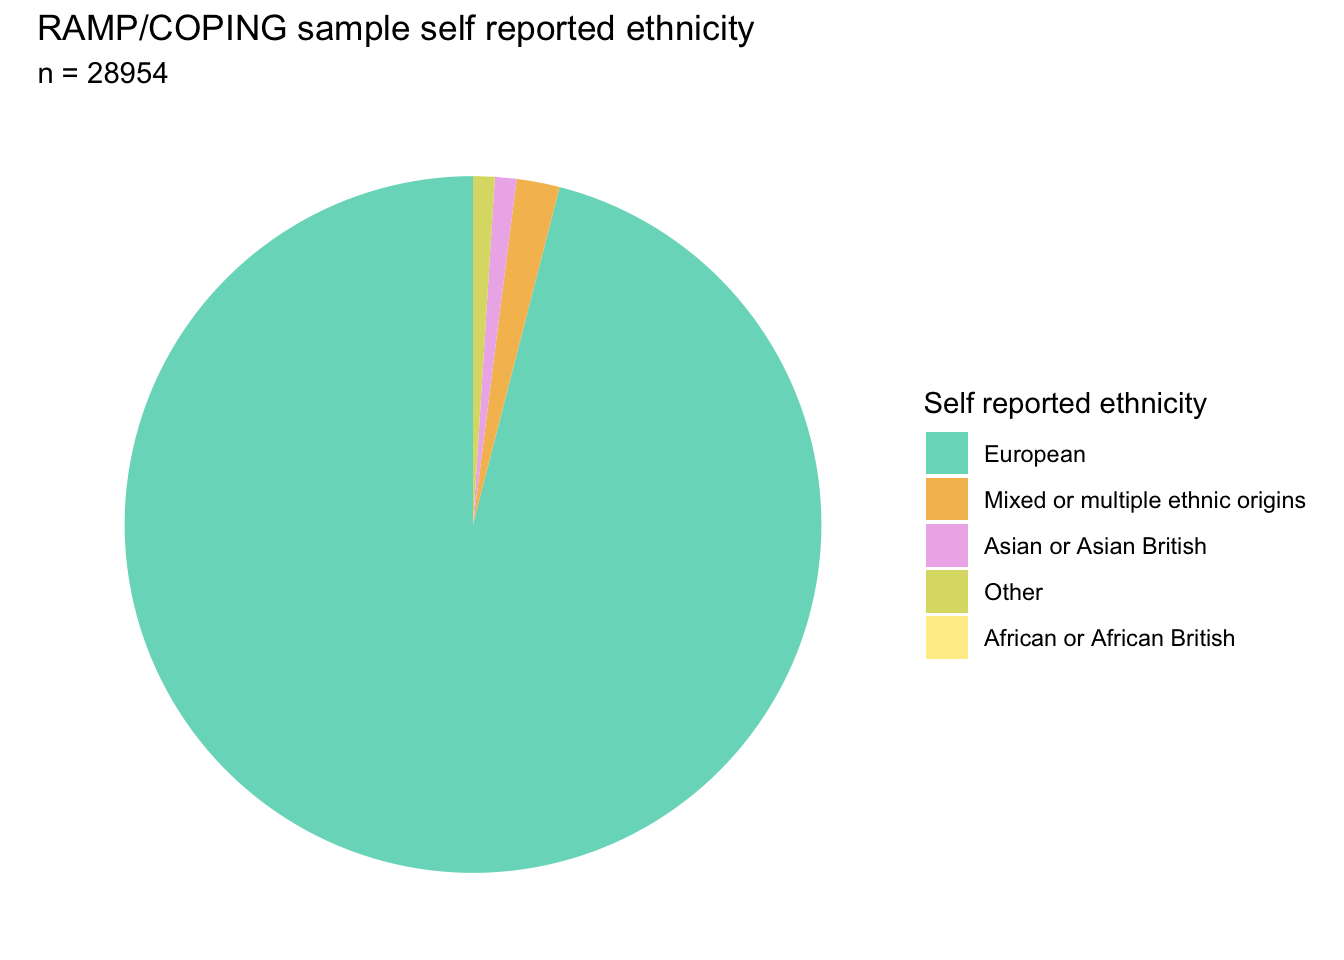 RAMP/COPING sample self reported ethnicity
n = 28954
Self reported ethnicity
European
Mixed or multiple ethnic origins
Asian or Asian British
Other
African or African British